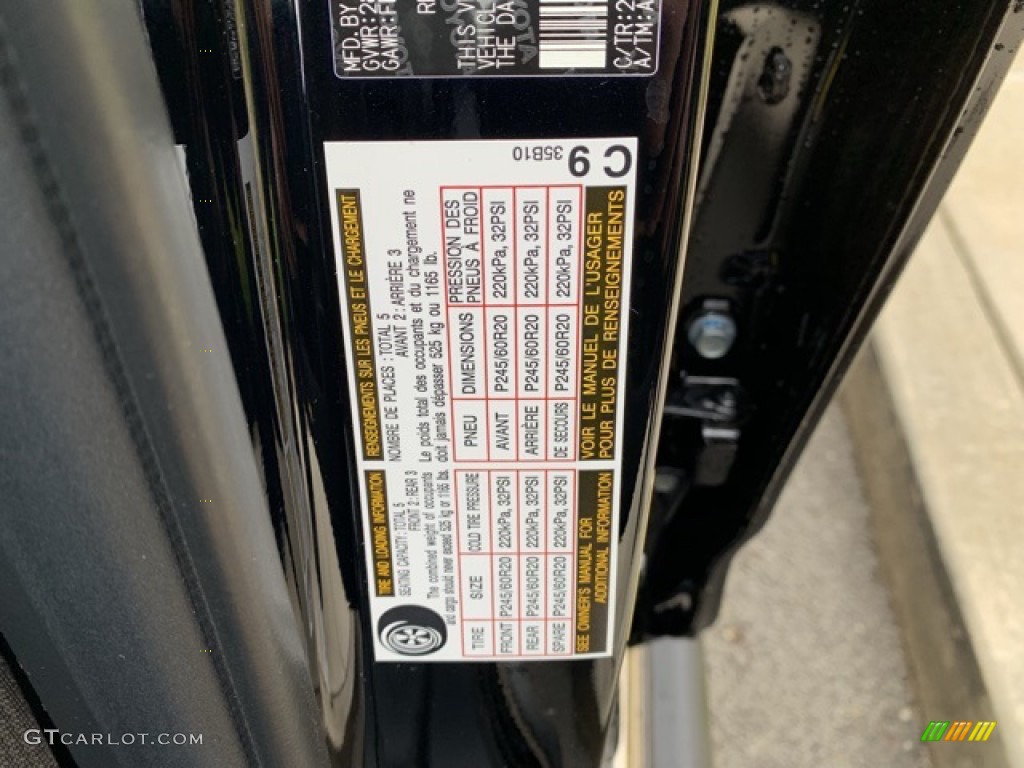 MFD. BY
GVWR:
GAWR:
THIS
VEHICL
THE DA
C/TR:
A/TM:
C 9
35B10
TIRE AND LOADING INFORMATION
SEATING CAPACITY : TOTAL 5
FRONT 2 : REAR 3
The combined weight of occupants
and cargo should never exceed 525 kg or 1165 lbs.
TIRE SIZE COLD TIRE PRESSURE
FRONT P245/60R20 220kPa, 32PSI
REAR P245/60R20 220kPa, 32PSI
SPARE P245/60R20 220kPa, 32PSI
SEE OWNER'S MANUAL FOR
ADDITIONAL INFORMATION
RENSEIGNEMENTS SUR LES PNEUS ET LE CHARGEMENT
NOMBRE DE PLACES : TOTAL 5
AVANT 2 : ARRIÈRE 3
Le poids total des occupants et du chargement ne
doit jamais dépasser 525 kg ou 1165 lb.
PNEU DIMENSIONS PRESSION DES
PNEUS À FROID
AVANT P245/60R20 220kPa, 32PSI
ARRIÈRE P245/60R20 220kPa, 32PSI
DE SECOURS P245/60R20 220kPa, 32PSI
VOIR LE MANUEL DE L'USAGER
POUR PLUS DE RENSEIGNEMENTS
GTCARLOT.COM